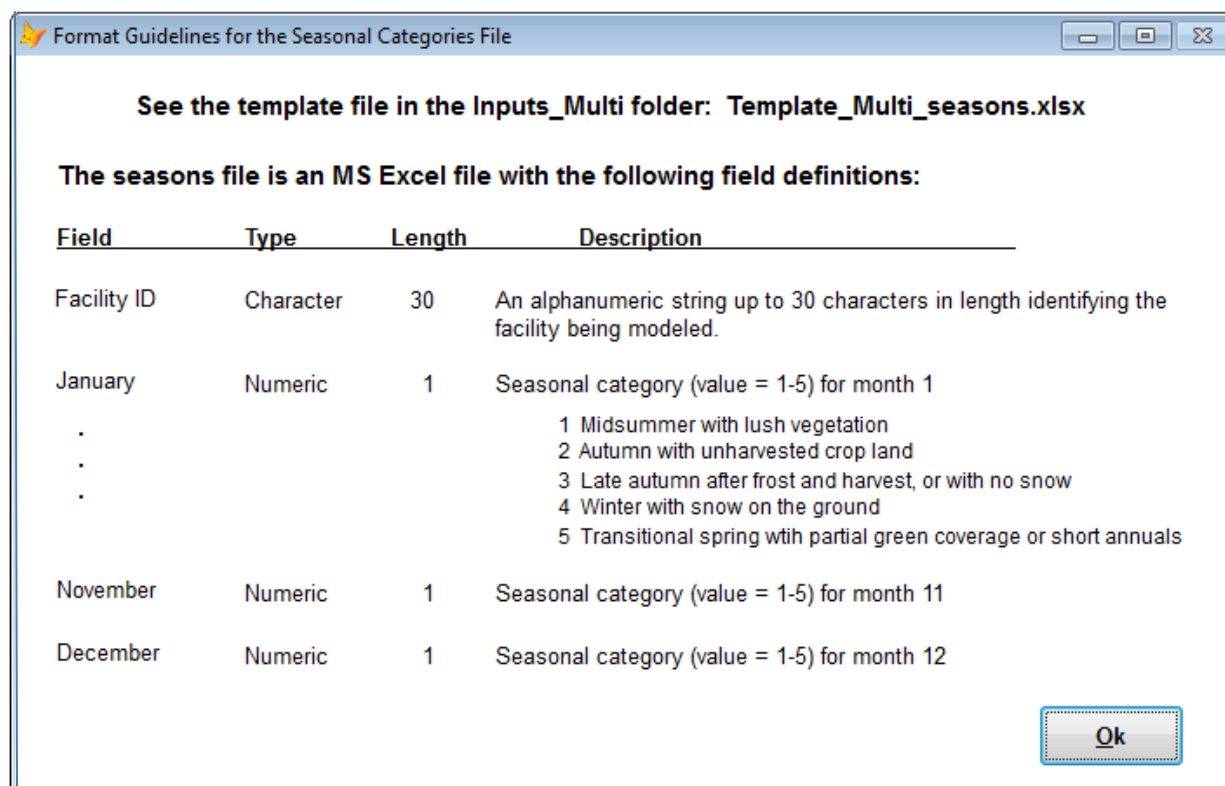 Format Guidelines for the Seasonal Categories File
See the template file in the Inputs_Multi folder:  Template_Multi_seasons.xlsx
The seasons file is an MS Excel file with the following field definitions:
Field Type Length Description
Facility ID Character 30 An alphanumeric string up to 30 characters in length identifying the
facility being modeled.
January Numeric 1 Seasonal category (value = 1-5) for month 1
1 Midsummer with lush vegetation
. 2 Autumn with unharvested crop land
. 3 Late autumn after frost and harvest, or with no snow
. 4 Winter with snow on the ground
5 Transitional spring wtih partial green coverage or short annuals
November Numeric 1 Seasonal category (value = 1-5) for month 11
December Numeric 1 Seasonal category (value = 1-5) for month 12
Ok